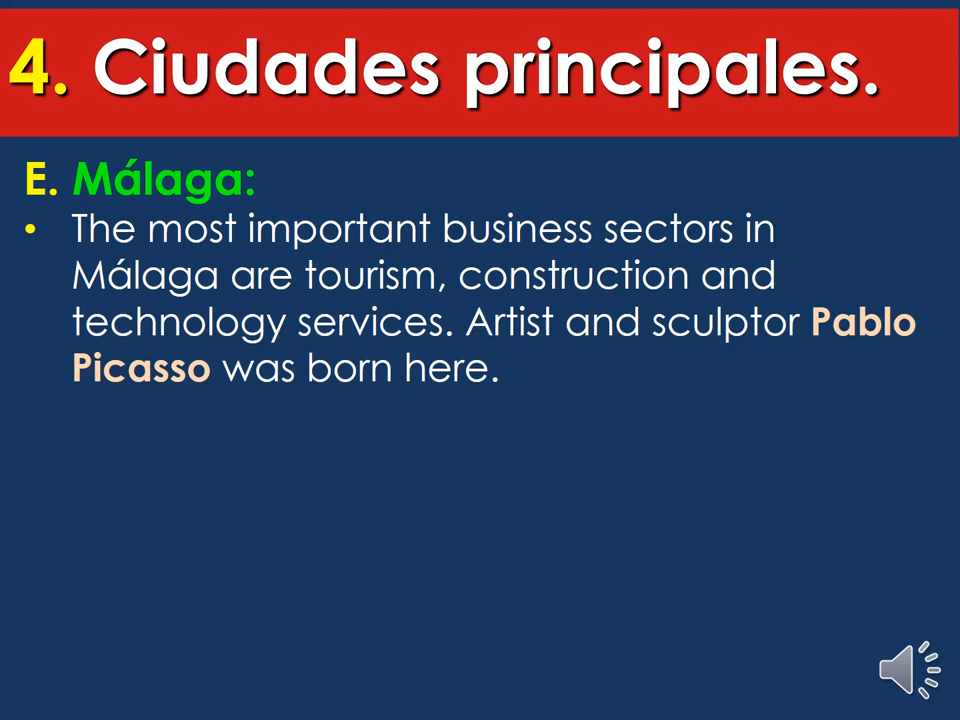 4. Ciudades principales.
E. Málaga:
• The most important business sectors in
Málaga are tourism, construction and
technology services. Artist and sculptor Pablo
Picasso was born here.